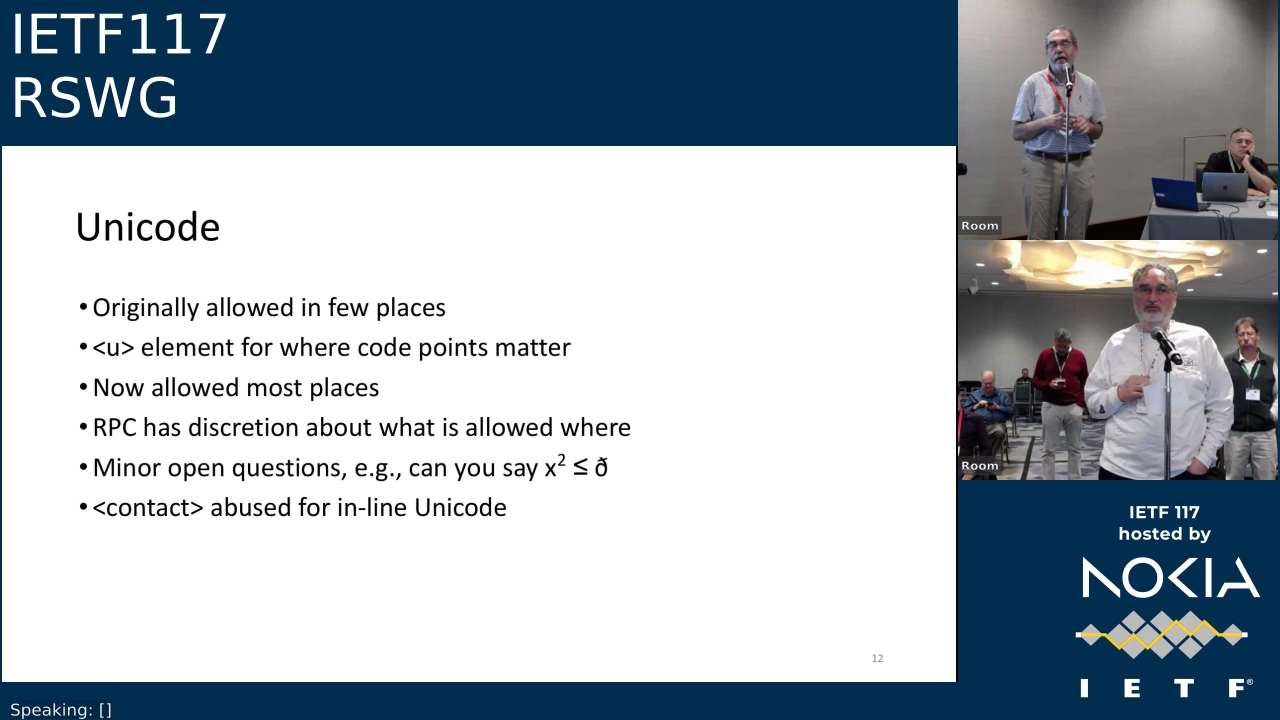 IETF117
RSWG
Unicode
• Originally allowed in few places
• <u> element for where code points matter
• Now allowed most places
• RPC has discretion about what is allowed where
• Minor open questions, e.g., can you say x² ≤ ð
• <contact> abused for in-line Unicode
12
Speaking: []
Room
Room
IETF 117
hosted by
NOKIA
I E T F®